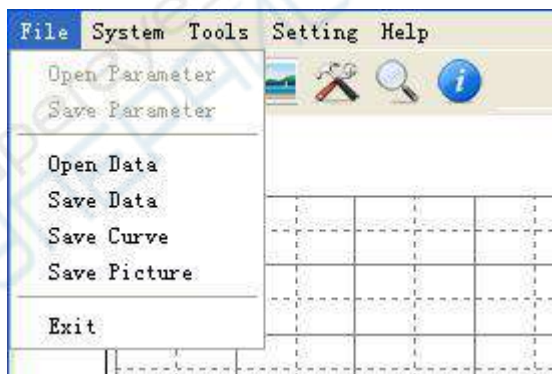 File System Tools Setting Help
Open Parameter
Save Parameter
Open Data
Save Data
Save Curve
Save Picture
Exit